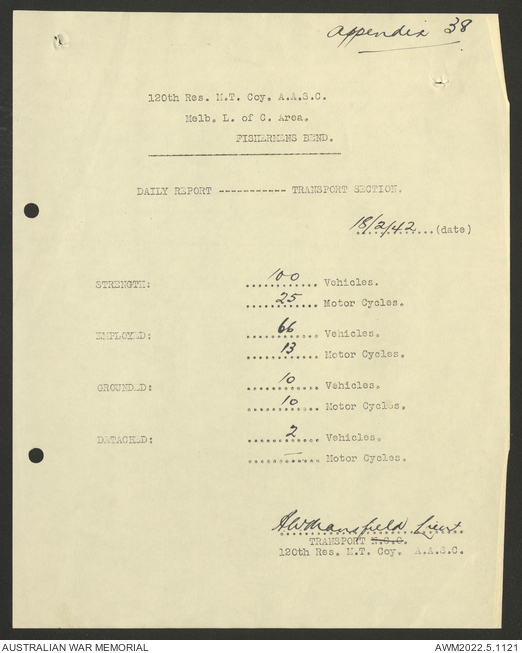 appendix 38
120th Res. M.T. Coy. A.A.S.C.
Melb. L. of C. Area.
FISHERMENS BEND.
DAILY REPORT ----------- TRANSPORT SECTION.
18/2/42 (date)
STRENGTH: 100 Vehicles.
25 Motor Cycles.
EMPLOYED: 66 Vehicles.
13 Motor Cycles.
GROUNDED: 10 Vehicles.
10 Motor Cycles.
DETACHED: 2 Vehicles.
— Motor Cycles.
AW Mansfield Lieut.
TRANSPORT N.C.O.
120th Res. M.T. Coy. A.A.S.C.
AUSTRALIAN WAR MEMORIAL
AWM2022.5.1121